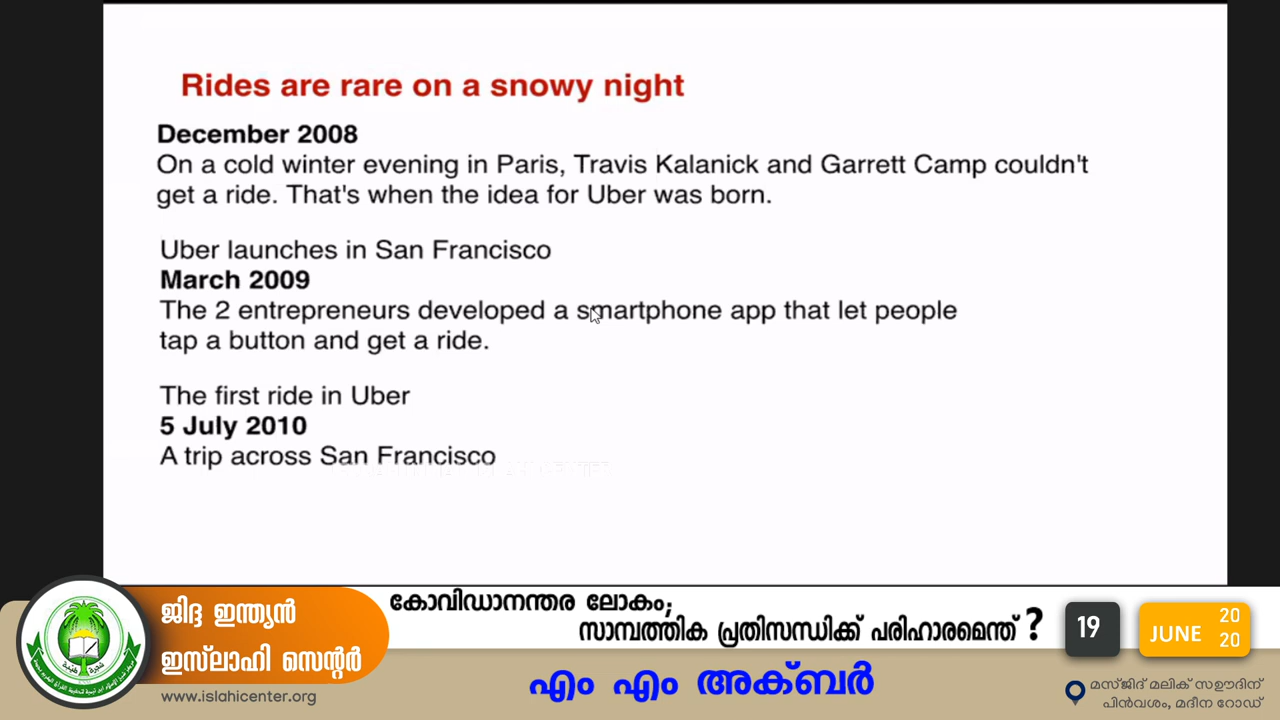 Rides are rare on a snowy night
December 2008
On a cold winter evening in Paris, Travis Kalanick and Garrett Camp couldn't
get a ride. That's when the idea for Uber was born.
Uber launches in San Francisco
March 2009
The 2 entrepreneurs developed a smartphone app that let people
tap a button and get a ride.
The first ride in Uber
5 July 2010
A trip across San Francisco
ജിദ്ദ ഇന്ത്യൻ
ഇസ്‌ലാഹി സെന്റർ
www.islahicenter.org
കോവിഡാനന്തര ലോകം;
സാമ്പത്തിക പ്രതിസന്ധിക്ക് പരിഹാരമെന്ത് ?
എം എം അക്ബർ
19
JUNE
20
20
മസ്ജിദ് മലിക് സഊദിന്
പിൻവശം, മദീന റോഡ്